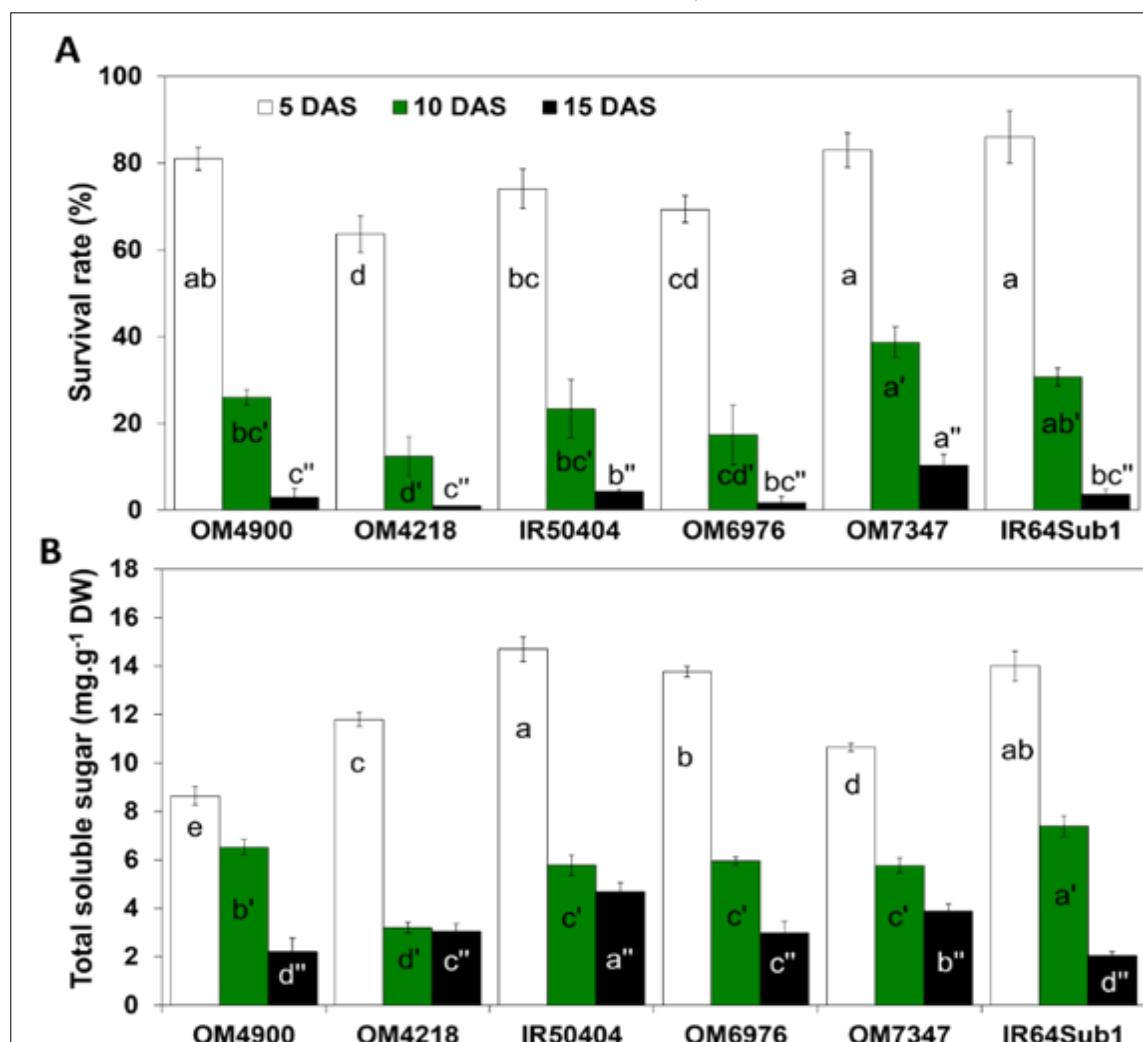 A
100
80
60
40
20
0
Survival rate (%)
5 DAS 10 DAS 15 DAS
ab bc' c"
d d' c"
bc bc' b"
cd cd' bc"
a a' a"
a ab' bc"
OM4900 OM4218 IR50404 OM6976 OM7347 IR64Sub1
B
18
16
14
12
10
8
6
4
2
0
Total soluble sugar (mg.g⁻¹ DW)
e b' d"
c d' c"
a c' a"
b c' c"
d c' b"
ab a' d"
OM4900 OM4218 IR50404 OM6976 OM7347 IR64Sub1